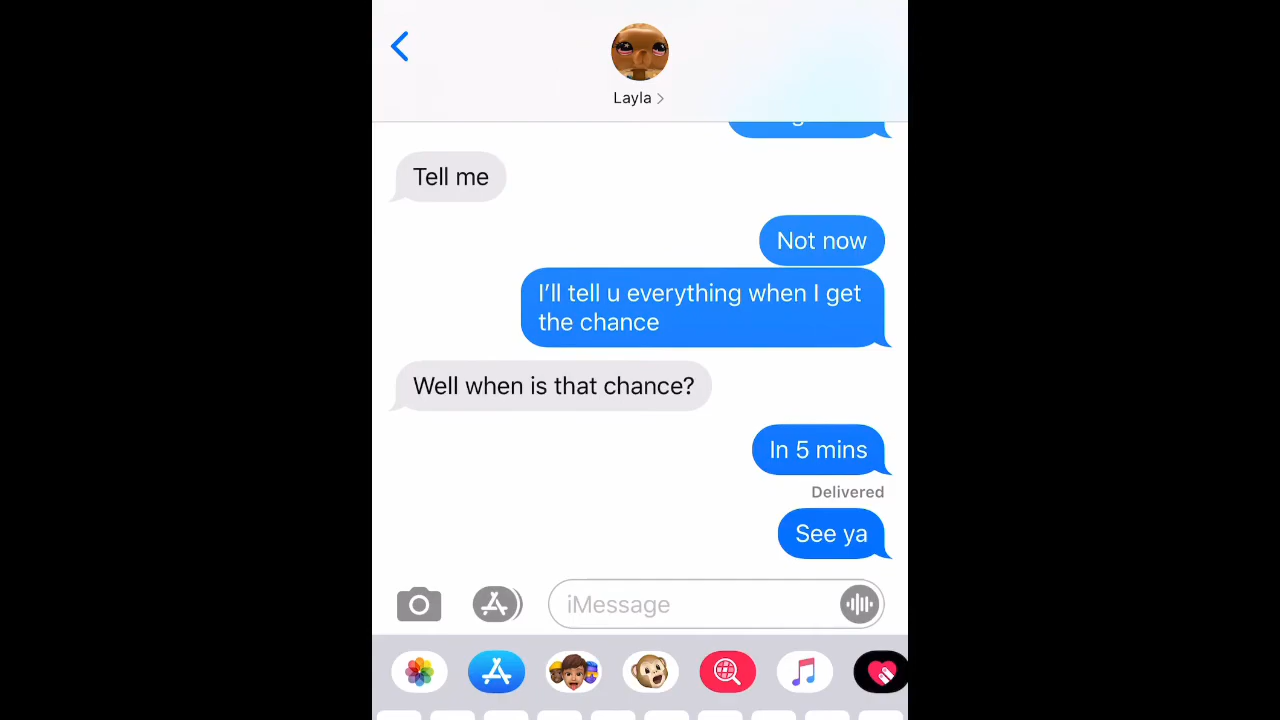 Layla
Tell me
Not now
I'll tell u everything when I get
the chance
Well when is that chance?
In 5 mins
Delivered
See ya
iMessage